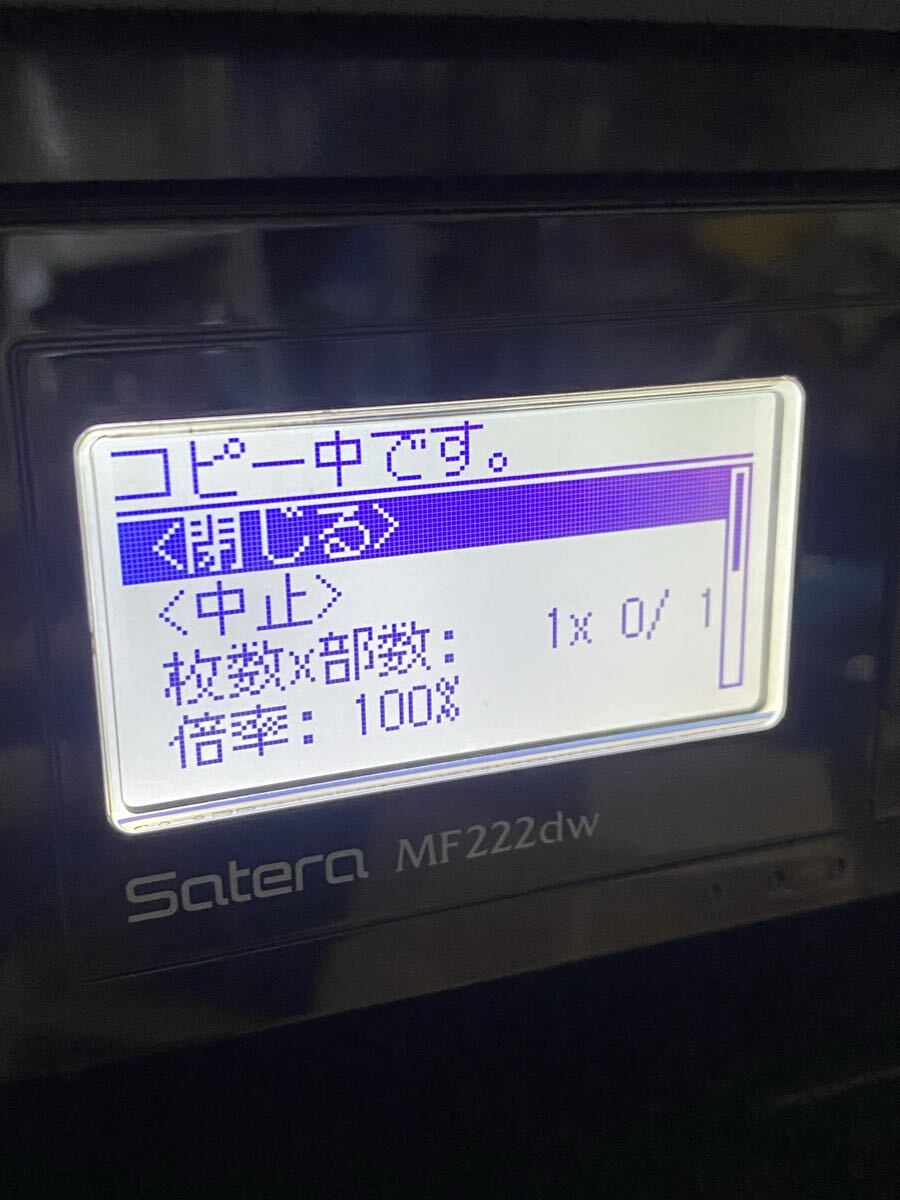 コピー中です。
<閉じる>
<中止>
枚数x部数: 1x 0/ 1
倍率: 100%
Satera MF222dw